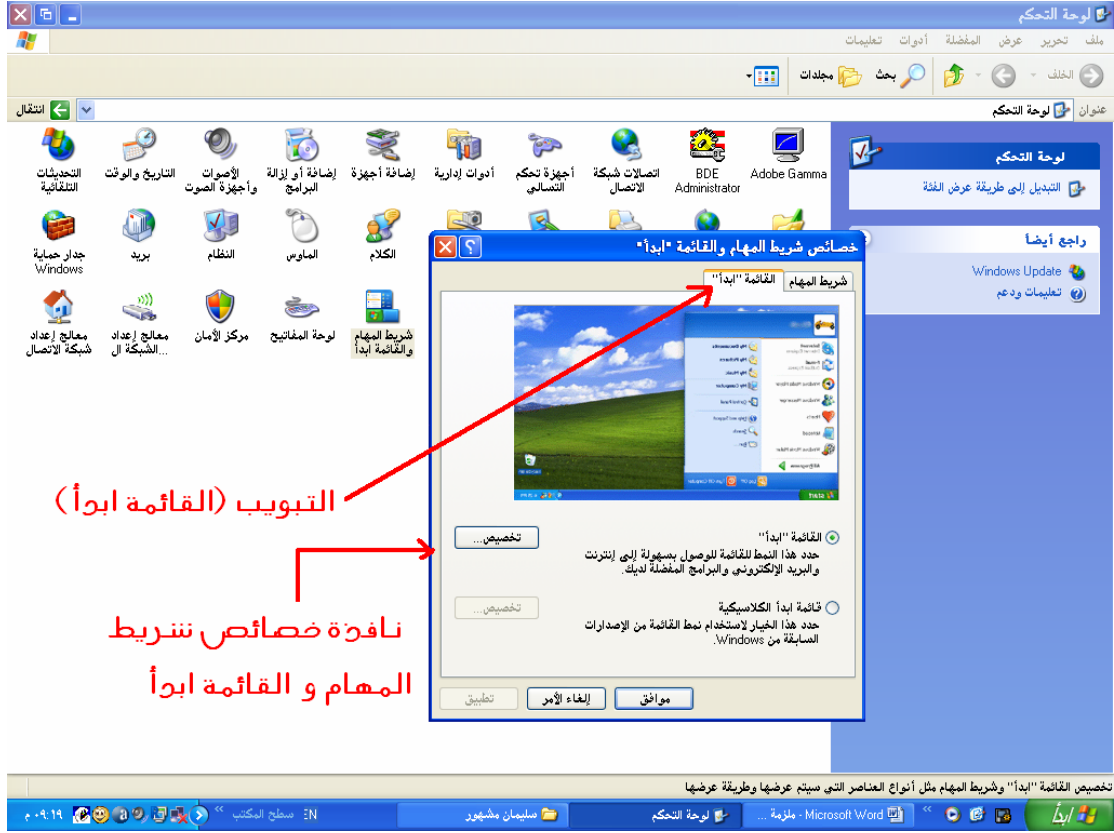 لوحة التحكم
ملف تحرير عرض المفضلة أدوات تعليمات
الخلف بحث مجلدات
عنوان لوحة التحكم انتقال
لوحة التحكم
التبديل إلى طريقة عرض الفئة
راجع أيضاً
Windows Update
تعليمات ودعم
Adobe Gamma
BDE Administrator
اتصالات شبكة الاتصال
أجهزة تحكم التسالي
أدوات إدارية
إضافة أجهزة
إضافة أو إزالة البرامج
الأصوات وأجهزة الصوت
التاريخ والوقت
التحديثات التلقائية
الكلام
الماوس
النظام
بريد
جدار حماية Windows
شريط المهام والقائمة ابدأ
لوحة المفاتيح
مركز الأمان
معالج إعداد الشبكة ال...
معالج إعداد شبكة الاتصال
خصائص شريط المهام والقائمة "ابدأ"
شريط المهام القائمة "ابدأ"
القائمة "ابدأ"
تخصيص...
حدد هذا النمط للقائمة للوصول بسهولة إلى إنترنت
والبريد الإلكتروني والبرامج المفضلة لديك.
قائمة ابدأ الكلاسيكية
تخصيص...
حدد هذا الخيار لاستخدام نمط القائمة من الإصدارات
السابقة من Windows.
موافق إلغاء الأمر تطبيق
التبويب (القائمة ابدأ)
نافذة خصائص شريط
المهام و القائمة ابدأ
تخصيص القائمة "ابدأ" وشريط المهام مثل أنواع العناصر التي سيتم عرضها وطريقة عرضها
ابدأ
Microsoft Word - ملزمة ...
لوحة التحكم
سليمان مشهور
سطح المكتب
٠٩:١٩ م